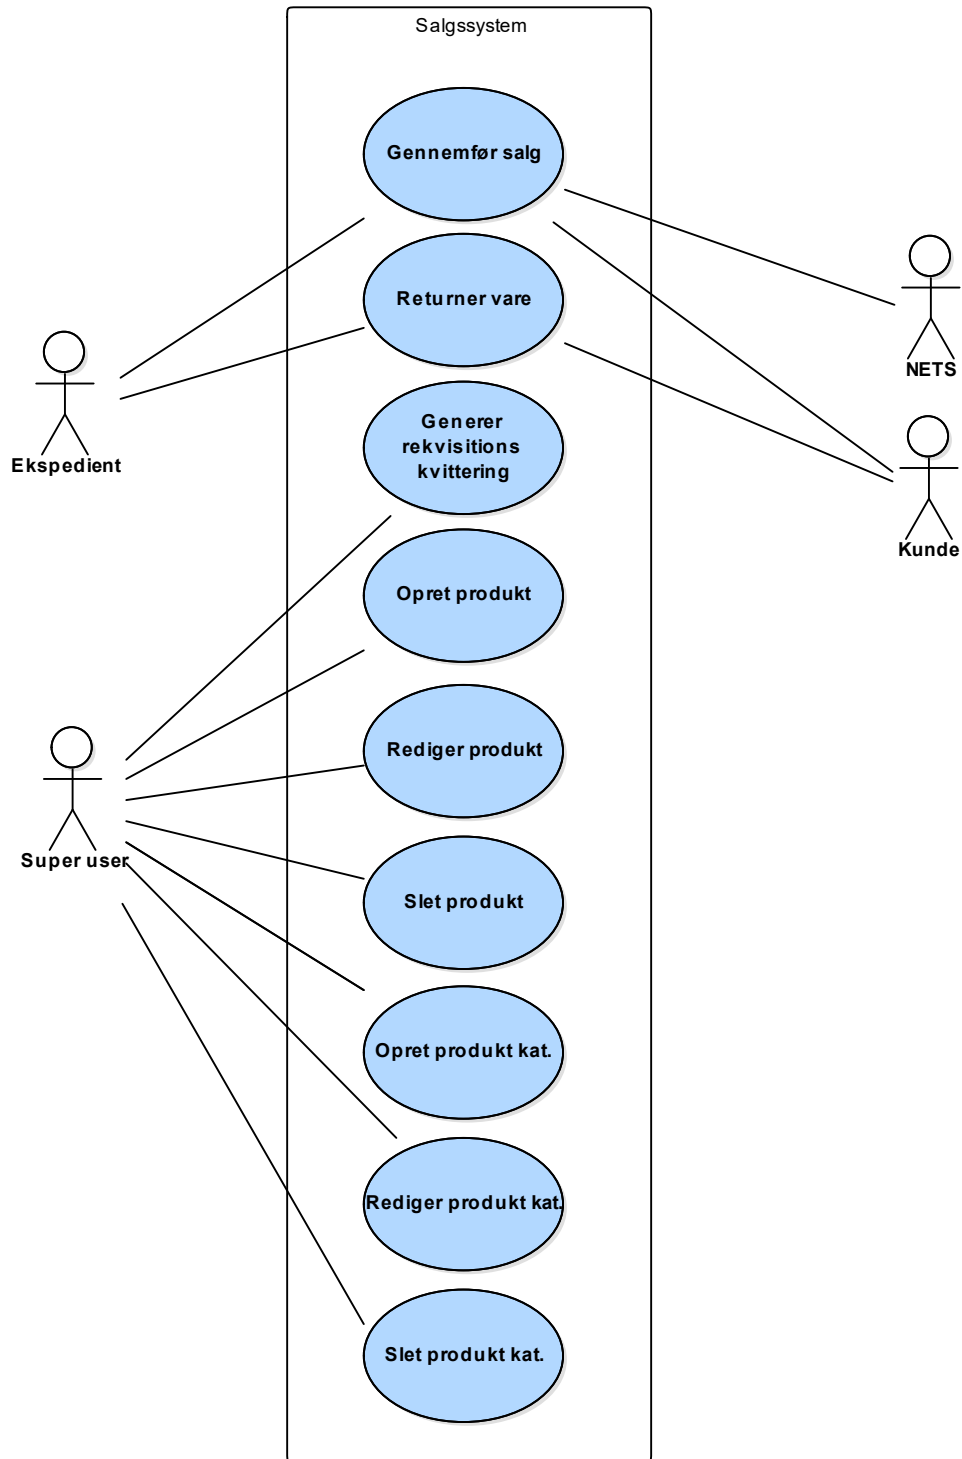 Salgssystem
Gennemfør salg
Returner vare
NETS
Generer
rekvisitions
kvittering
Ekspedient
Kunde
Opret produkt
Rediger produkt
Super user
Slet produkt
Opret produkt kat.
Rediger produkt kat.
Slet produkt kat.